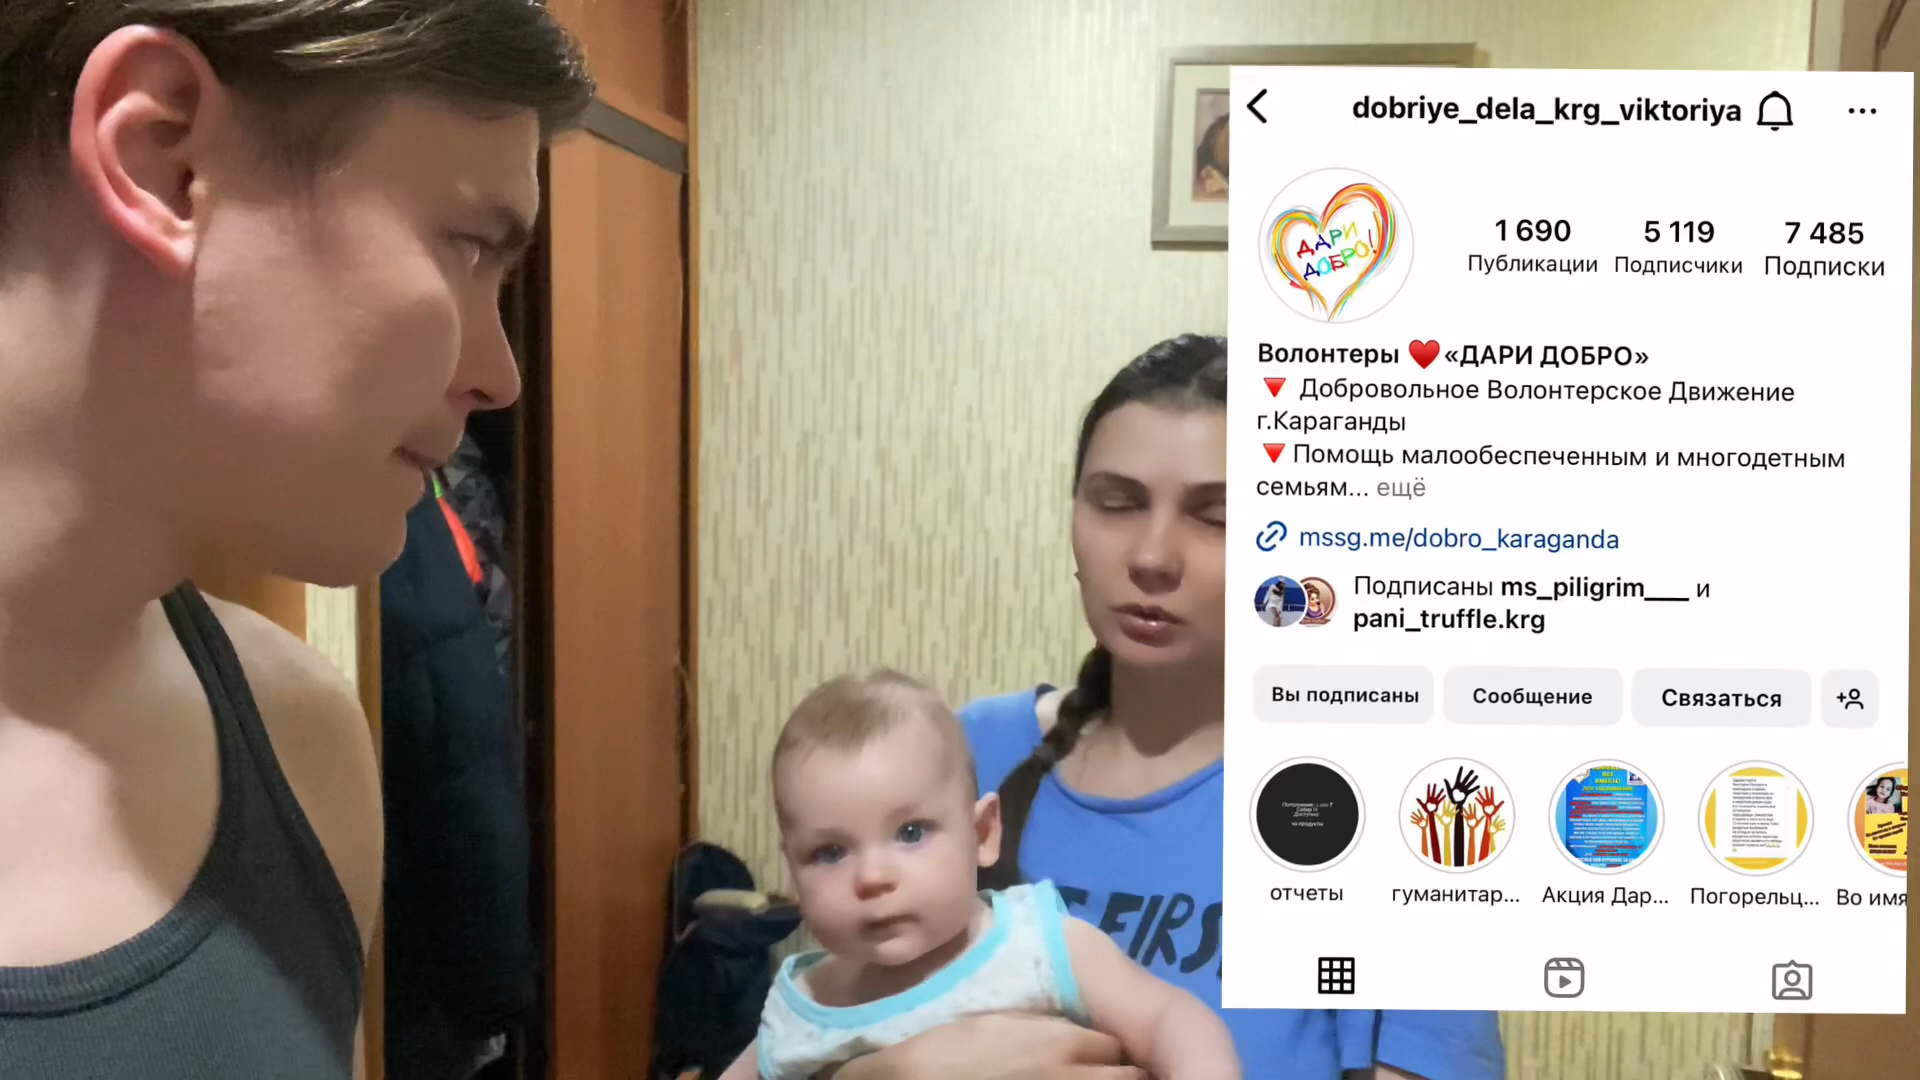 dobriye_dela_krg_viktoriya
ДАРИ
ДОБРО!
1 690
5 119
7 485
Публикации
Подписчики
Подписки
Волонтеры ❤️«ДАРИ ДОБРО»
🔻 Добровольное Волонтерское Движение
г.Караганды
🔻Помощь малообеспеченным и многодетным
семьям... ещё
mssg.me/dobro_karaganda
Подписаны ms_piligrim___ и
pani_truffle.krg
Вы подписаны
Сообщение
Связаться
отчеты
гуманитар...
Акция Дар...
Погорельц...
Во имя
FIRS